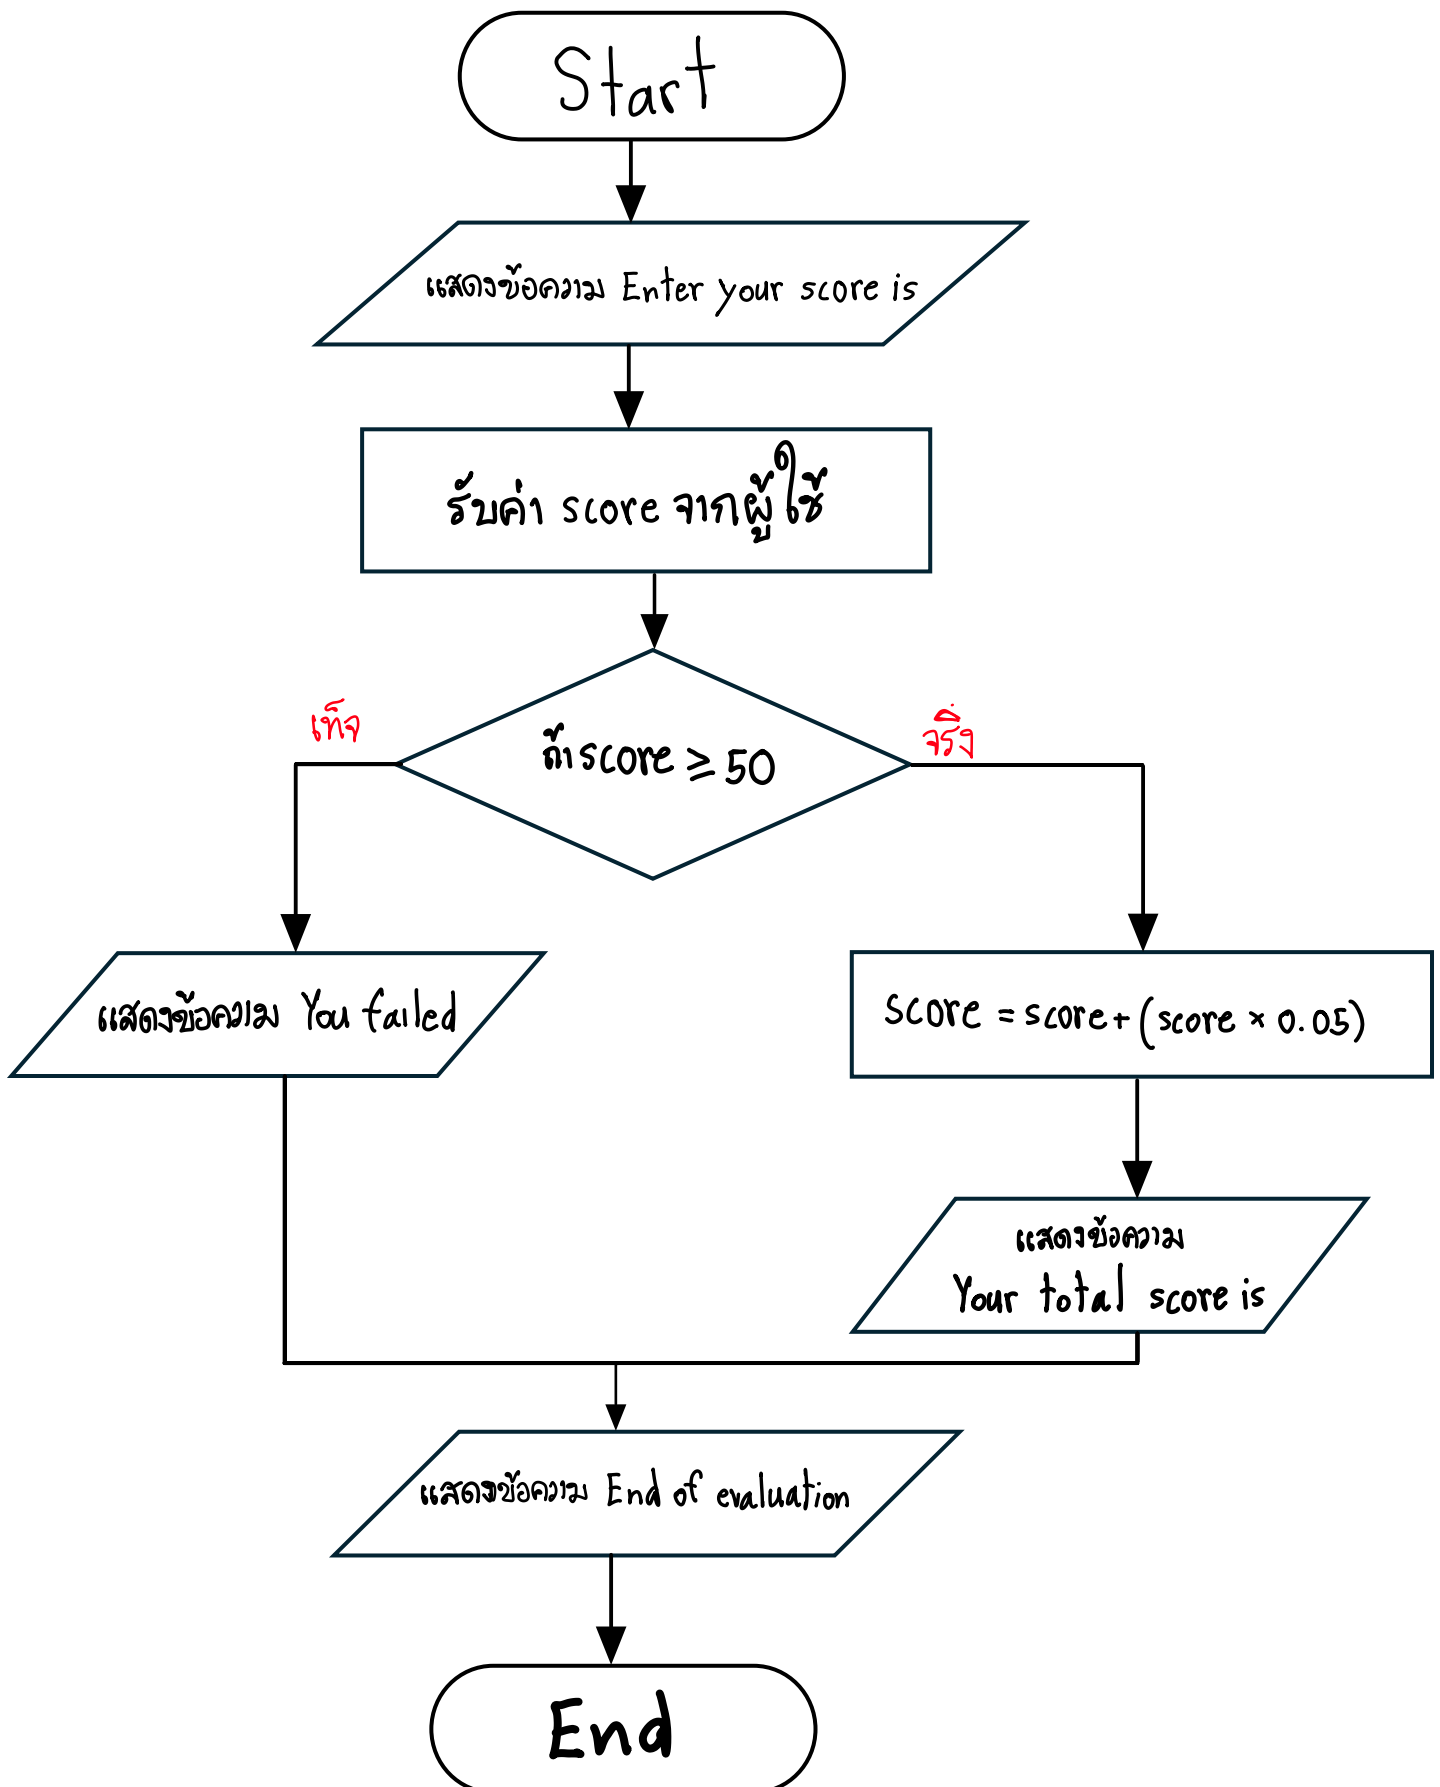 Start
แสดงข้อความ Enter your score is
รับค่า score จากผู้ใช้
เท็จ
จริง
ถ้า score ≥ 50
แสดงข้อความ You failed
score = score + (score × 0.05)
แสดงข้อความ
Your total score is
แสดงข้อความ End of evaluation
End